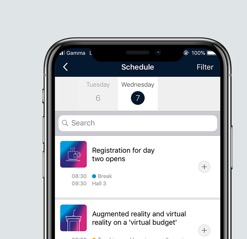 Gamma L 100%
Schedule Filter
Tuesday Wednesday
6 7
Search
Registration for day
two opens
08:30 Break
09:30 Hall 3
Augmented reality and virtual
reality on a 'virtual budget'